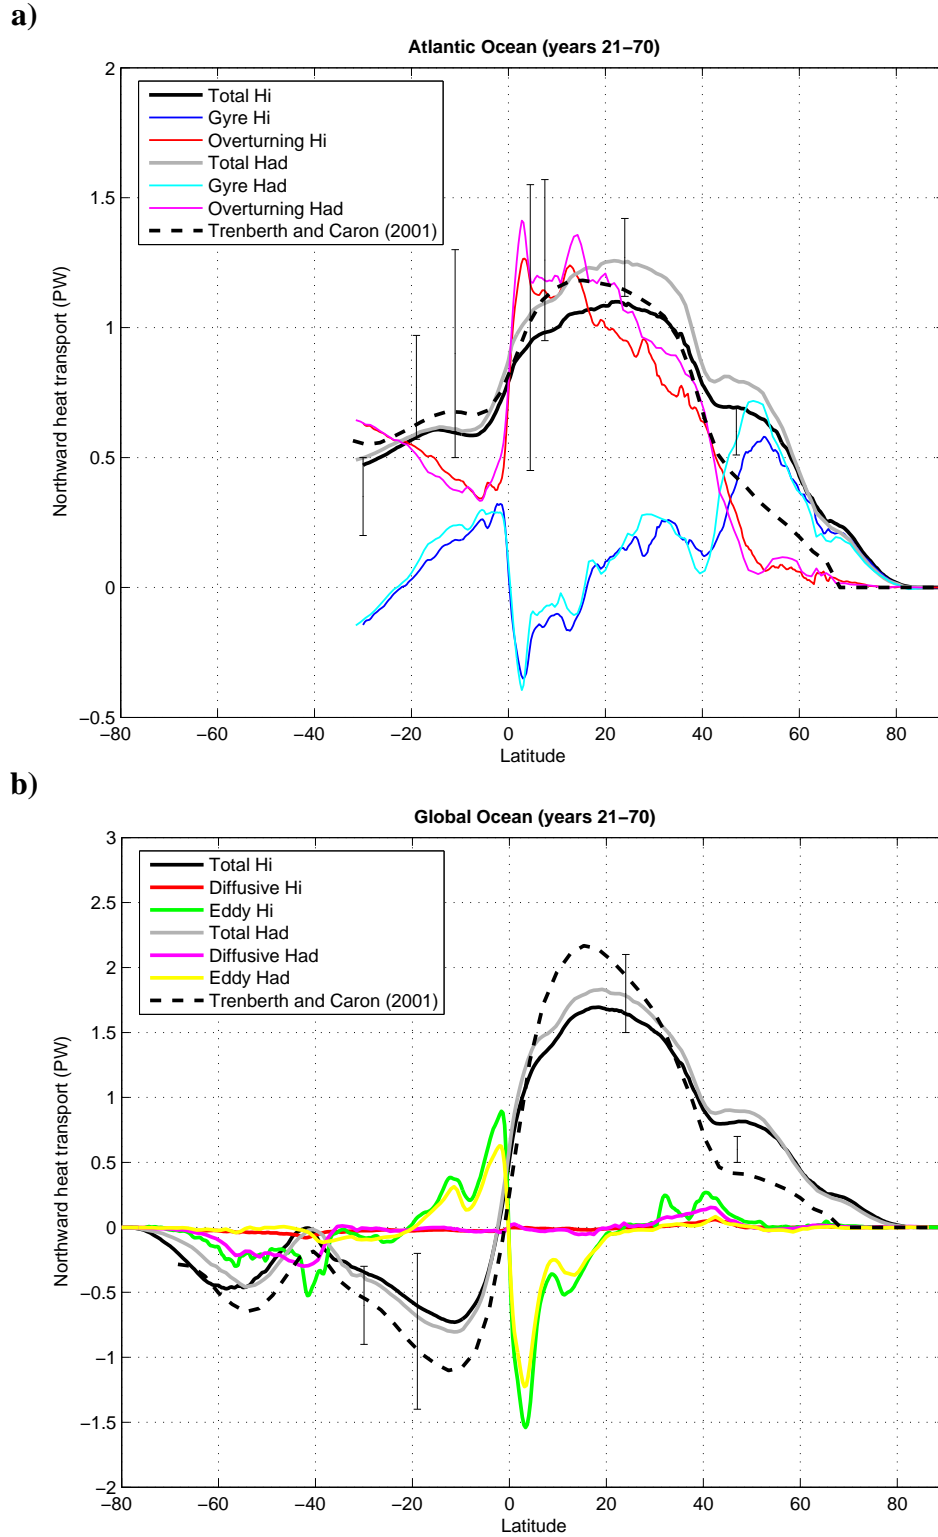 a)
Atlantic Ocean (years 21−70)
2
1.5
1
0.5
0
−0.5
Northward heat transport (PW)
Total Hi
Gyre Hi
Overturning Hi
Total Had
Gyre Had
Overturning Had
Trenberth and Caron (2001)
−80 −60 −40 −20 0 20 40 60 80
Latitude
b)
Global Ocean (years 21−70)
3
2.5
2
1.5
1
0.5
0
−0.5
−1
−1.5
−2
Northward heat transport (PW)
Total Hi
Diffusive Hi
Eddy Hi
Total Had
Diffusive Had
Eddy Had
Trenberth and Caron (2001)
−80 −60 −40 −20 0 20 40 60 80
Latitude